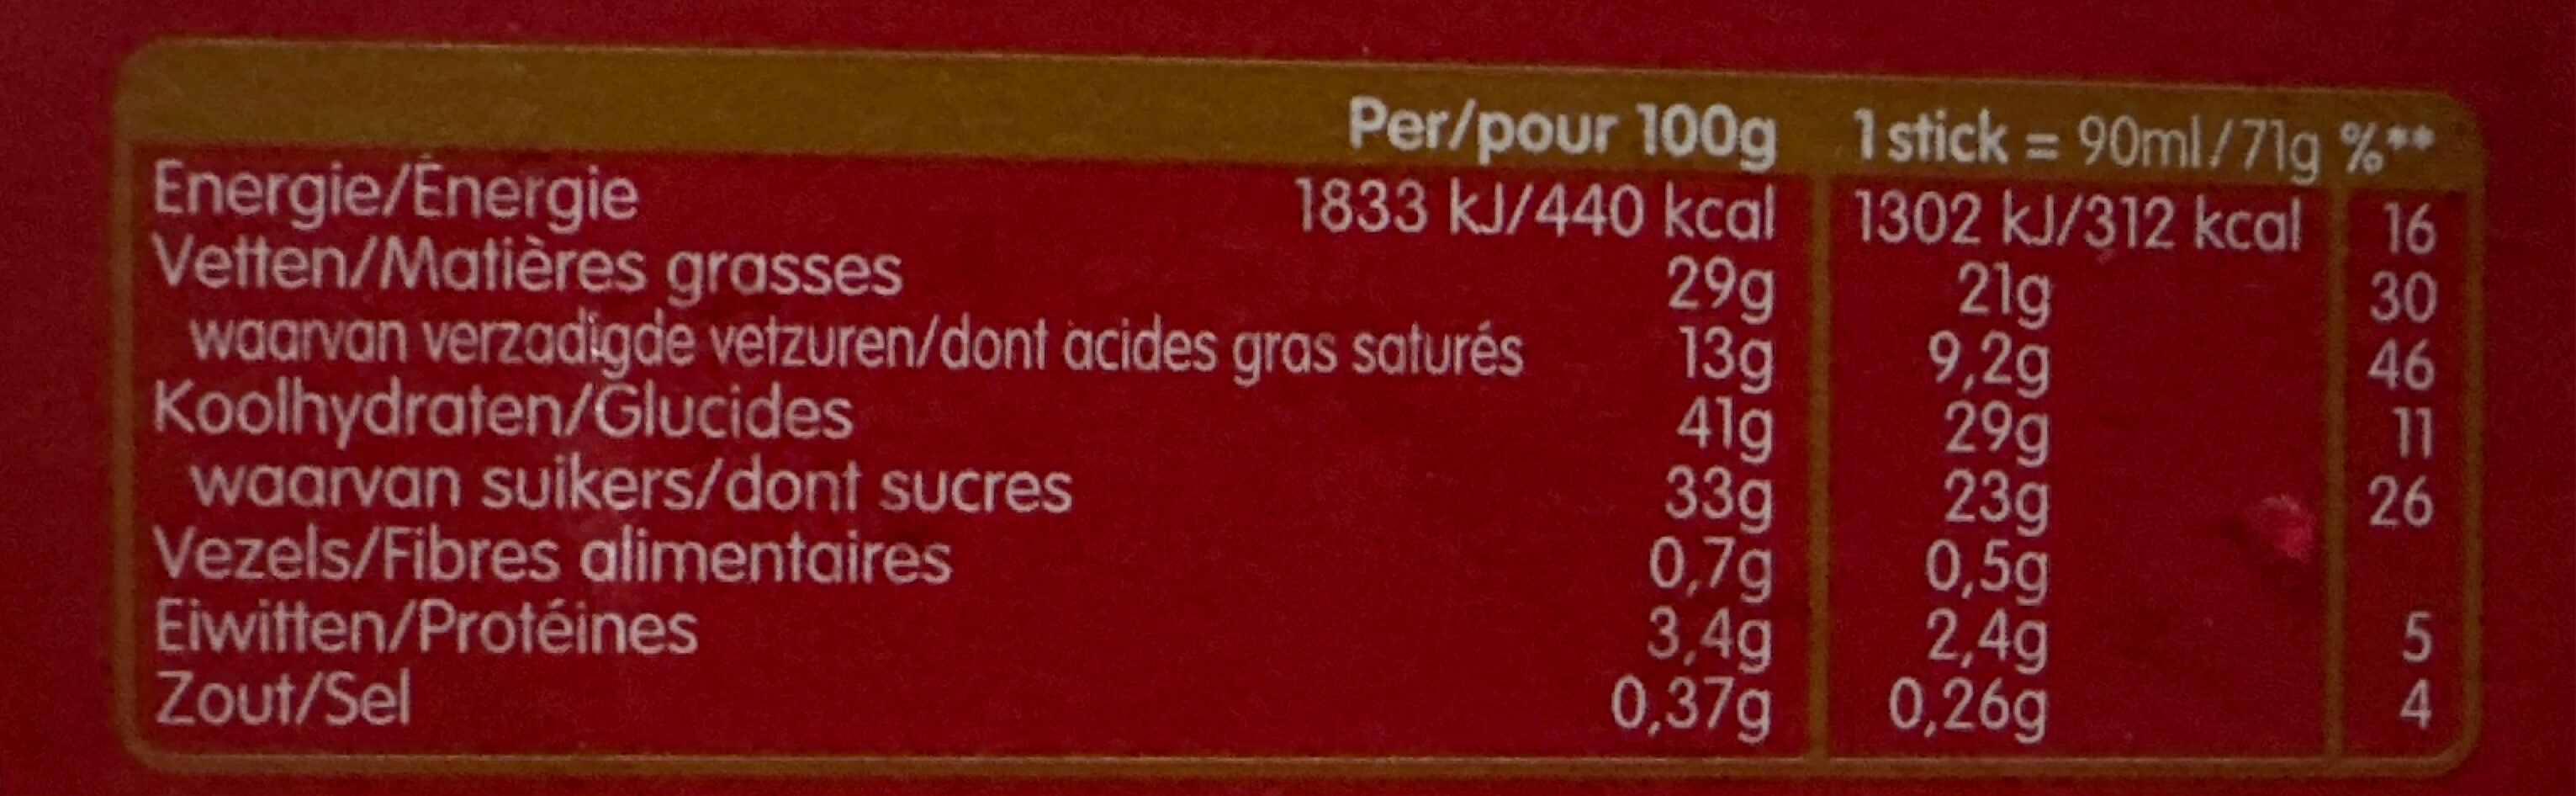 Per/pour 100g 1 stick = 90ml/71g %**
Energie/Énergie 1833 kJ/440 kcal 1302 kJ/312 kcal 16
Vetten/Matières grasses 29g 21g 30
waarvan verzadigde vetzuren/dont acides gras saturés 13g 9,2g 46
Koolhydraten/Glucides 41g 29g 11
waarvan suikers/dont sucres 33g 23g 26
Vezels/Fibres alimentaires 0,7g 0,5g
Eiwitten/Protéines 3,4g 2,4g 5
Zout/Sel 0,37g 0,26g 4